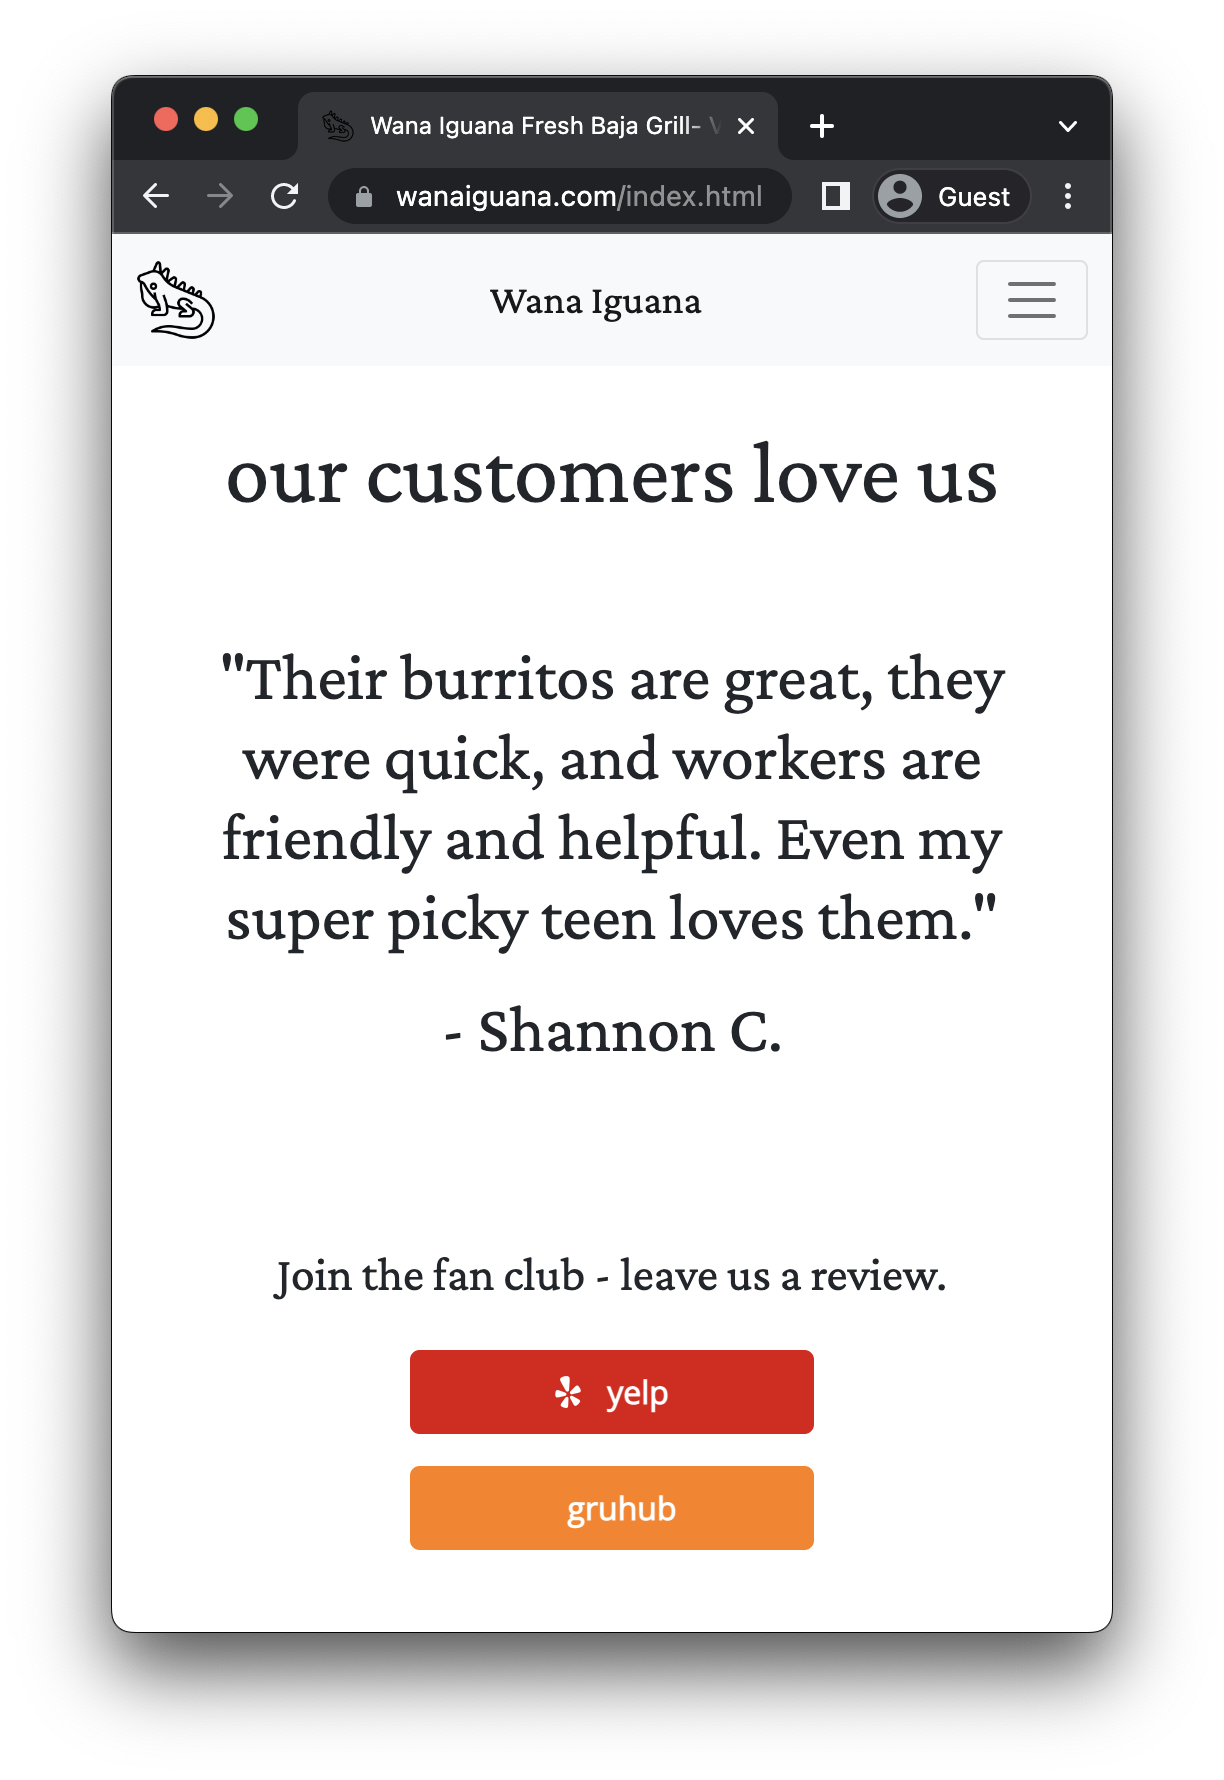 Wana Iguana Fresh Baja Grill-
wanaiguana.com/index.html
Guest
Wana Iguana
our customers love us
"Their burritos are great, they
were quick, and workers are
friendly and helpful. Even my
super picky teen loves them."
- Shannon C.
Join the fan club - leave us a review.
yelp
gruhub